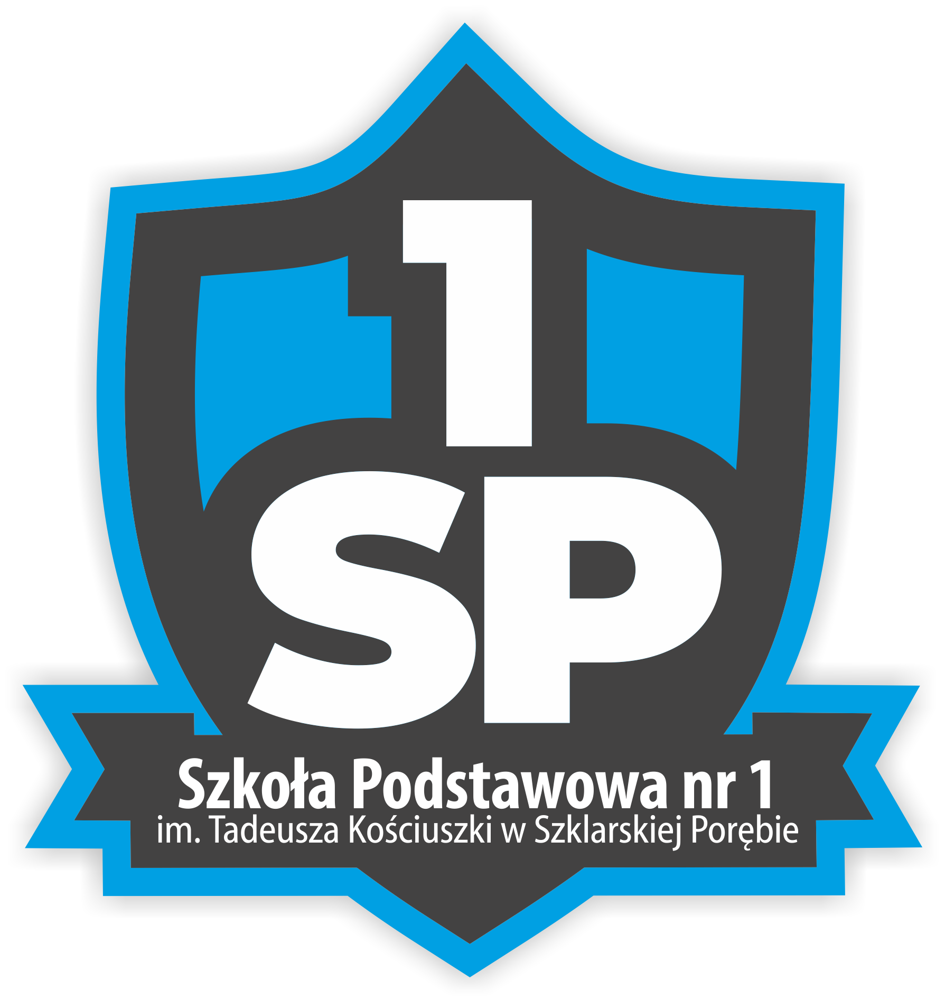 1
SP
Szkoła Podstawowa nr 1
im. Tadeusza Kościuszki w Szklarskiej Porębie